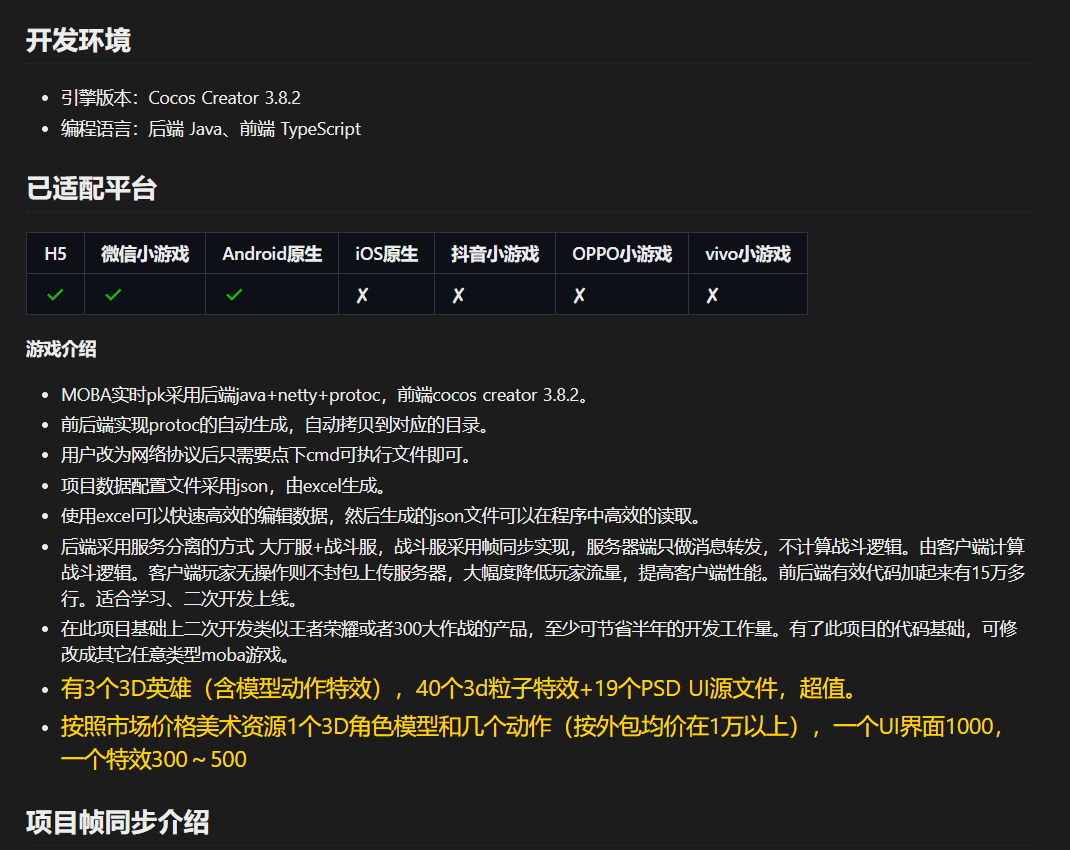 开发环境
引擎版本：Cocos Creator 3.8.2
编程语言：后端 Java、前端 TypeScript
已适配平台
H5 微信小游戏 Android原生 iOS原生 抖音小游戏 OPPO小游戏 vivo小游戏
✓ ✓ ✓ ✗ ✗ ✗ ✗
游戏介绍
MOBA实时pk采用后端java+netty+protoc，前端cocos creator 3.8.2。
前后端实现protoc的自动生成，自动拷贝到对应的目录。
用户改为网络协议后只需要点下cmd可执行文件即可。
项目数据配置文件采用json，由excel生成。
使用excel可以快速高效的编辑数据，然后生成的json文件可以在程序中高效的读取。
后端采用服务分离的方式 大厅服+战斗服，战斗服采用帧同步实现，服务器端只做消息转发，不计算战斗逻辑。由客户端计算
战斗逻辑。客户端玩家无操作则不封包上传服务器，大幅度降低玩家流量，提高客户端性能。前后端有效代码加起来有15万多
行。适合学习、二次开发上线。
在此项目基础上二次开发类似王者荣耀或者300大作战的产品，至少可节省半年的开发工作量。有了此项目的代码基础，可修
改成其它任意类型moba游戏。
有3个3D英雄（含模型动作特效），40个3d粒子特效+19个PSD UI源文件，超值。
按照市场价格美术资源1个3D角色模型和几个动作（按外包均价在1万以上），一个UI界面1000，
一个特效300～500
项目帧同步介绍